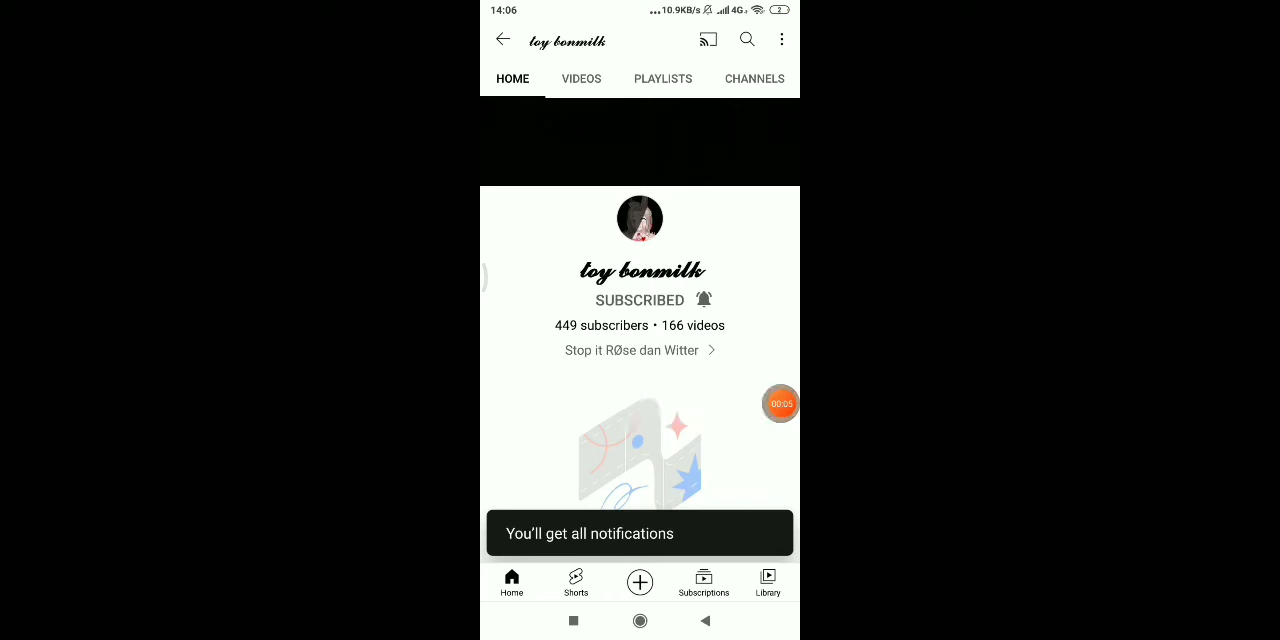 14:06 ...10.9KB/s 4G 2
toy bonmilk
HOME VIDEOS PLAYLISTS CHANNELS
toy bonmilk
SUBSCRIBED
449 subscribers • 166 videos
Stop it RØse dan Witter
00:05
You'll get all notifications
Home Shorts Subscriptions Library